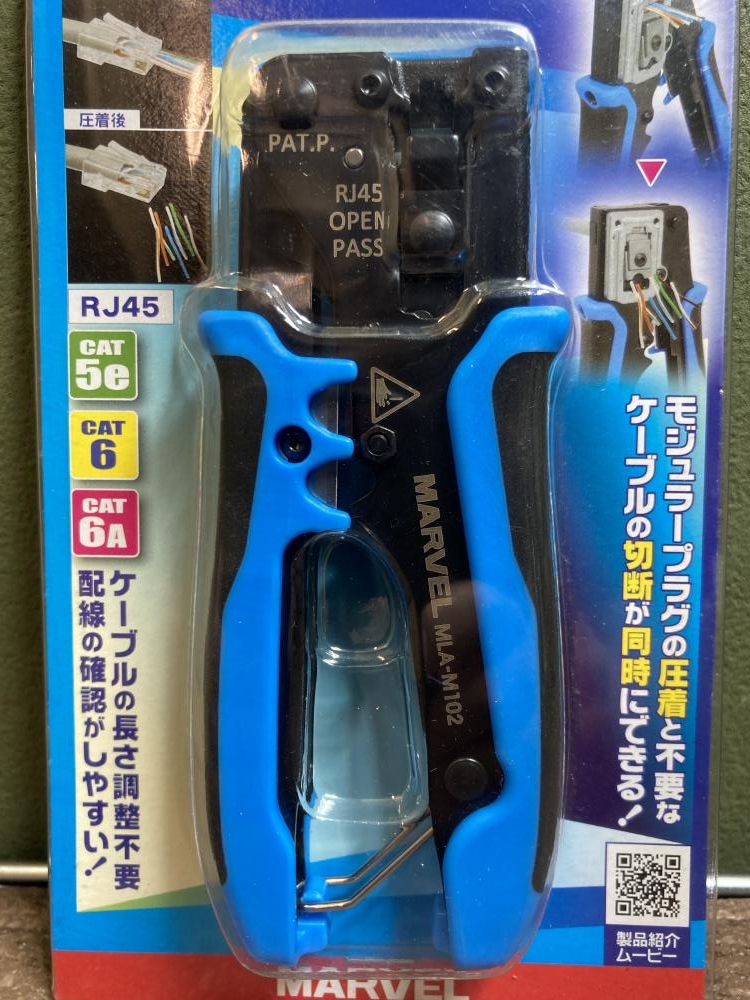 圧着後
PAT.P.
RJ45
OPEN
PASS
RJ45
CAT
5e
CAT
6
CAT
6A
モジュラープラグの圧着と不要な
ケーブルの切断が同時にできる!
MARVEL MLA-M102
ケーブルの長さ調整不要
配線の確認がしやすい!
製品紹介
ムービー
MARVEL